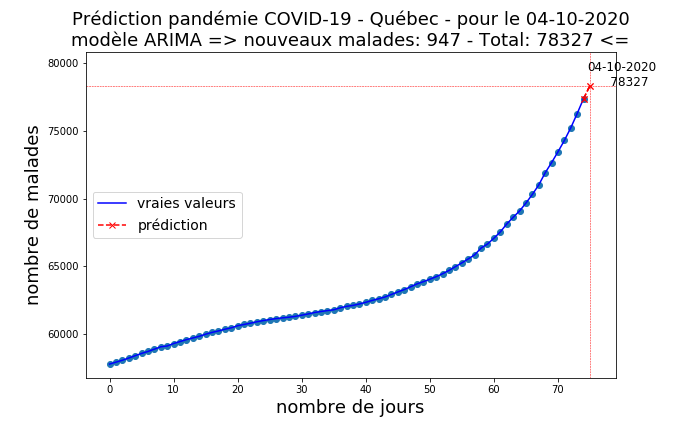 Prédiction pandémie COVID-19 - Québec - pour le 04-10-2020
modèle ARIMA => nouveaux malades: 947 - Total: 78327 <=
04-10-2020
78327
80000
75000
70000
65000
60000
nombre de malades
vraies valeurs
prédiction
0 10 20 30 40 50 60 70
nombre de jours